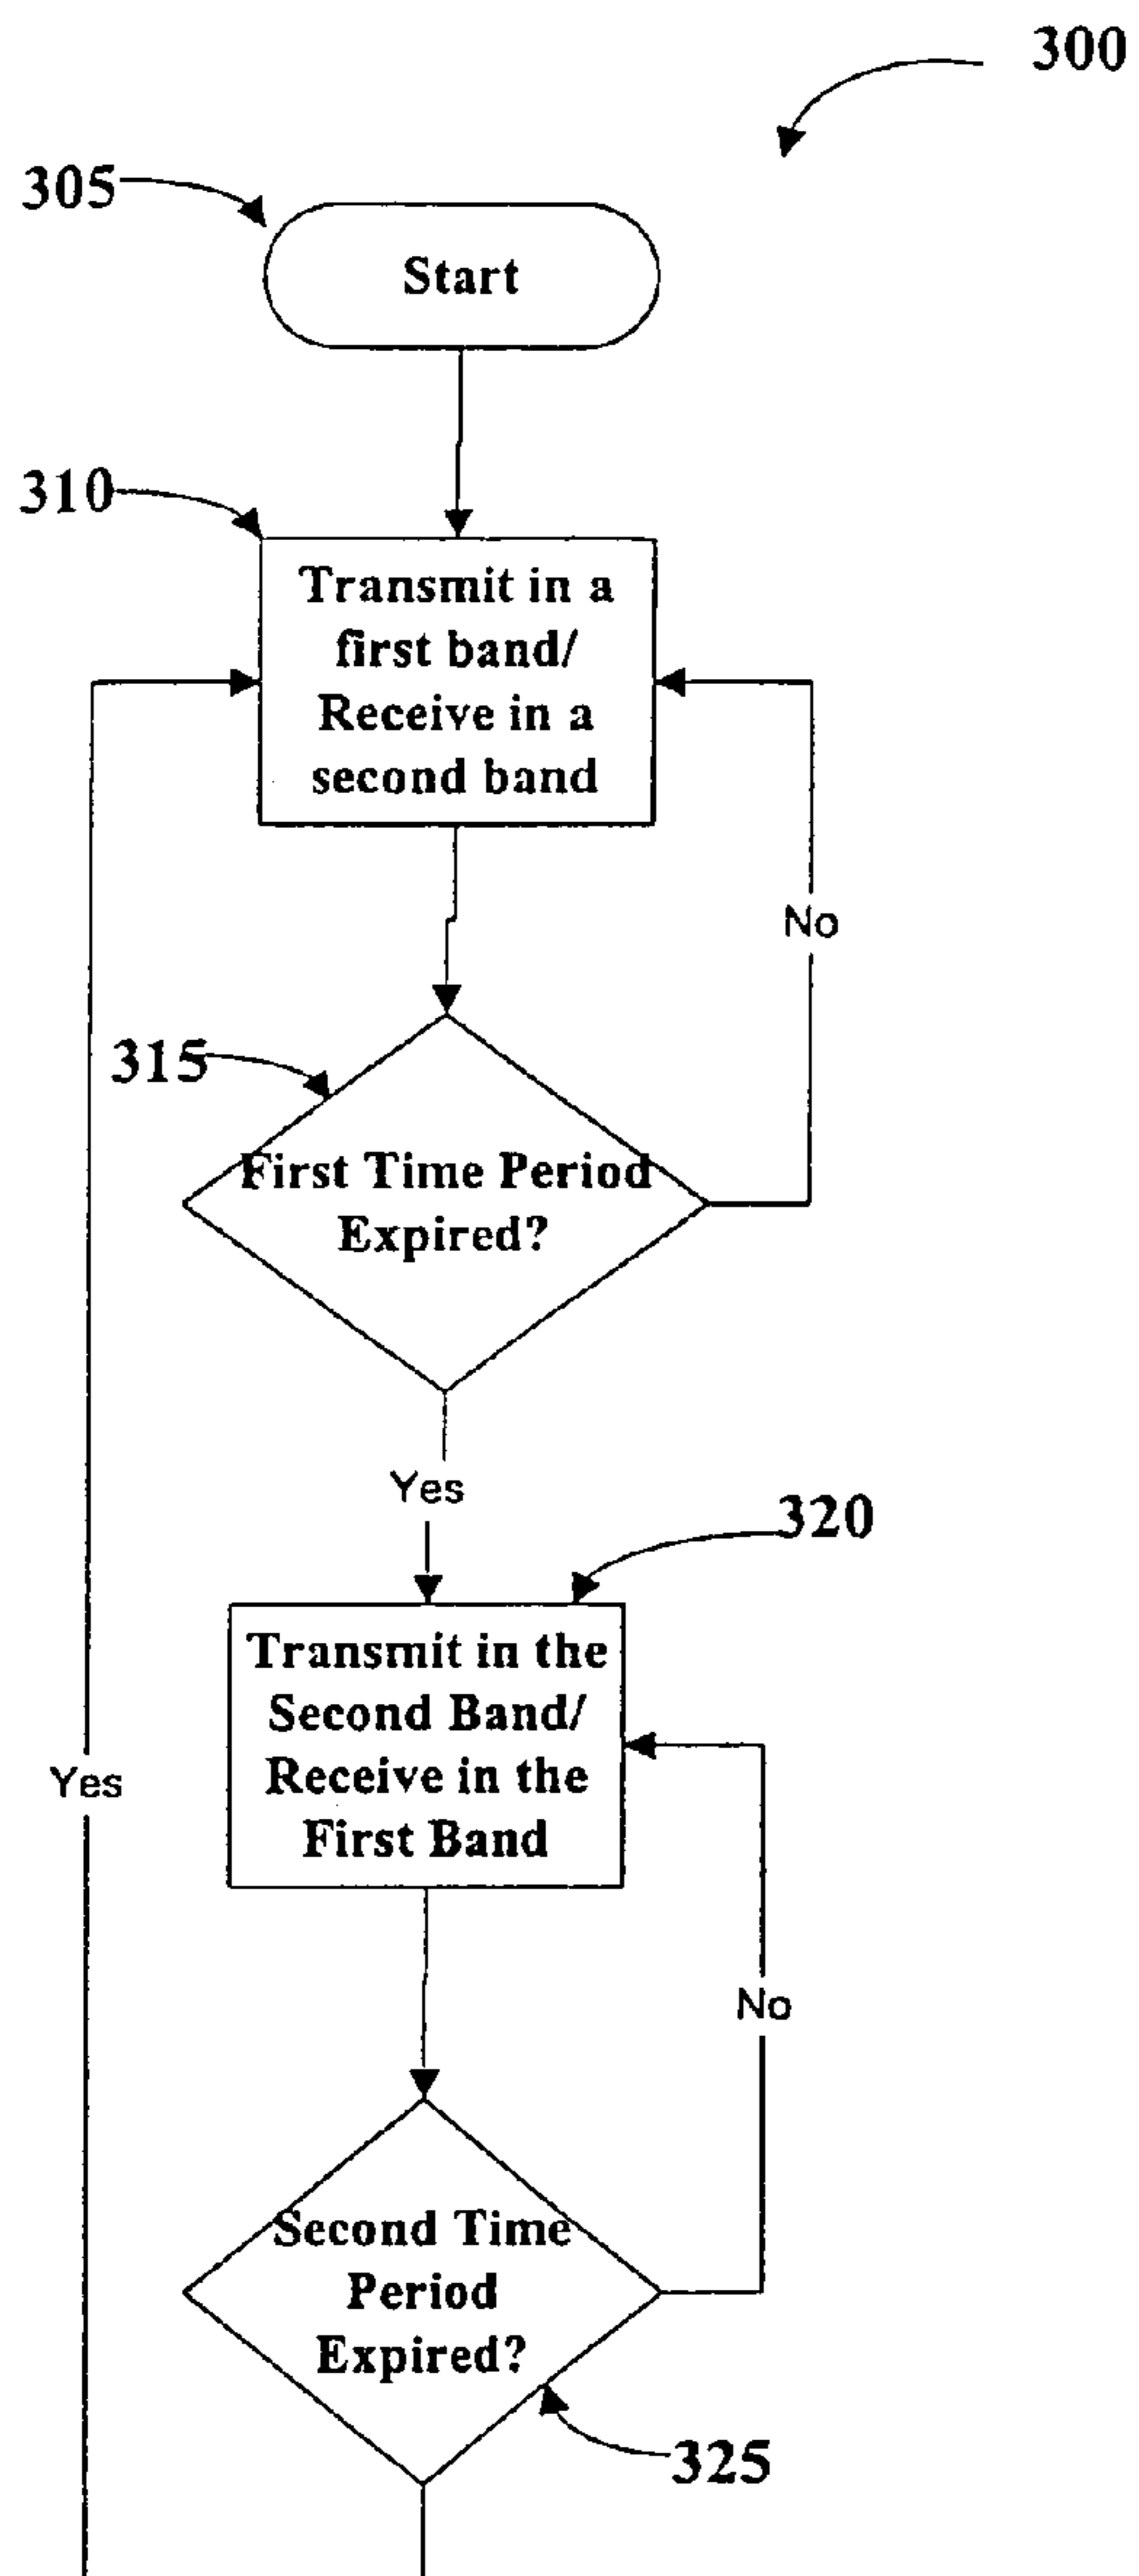 300
305
Start
310
Transmit in a
first band/
Receive in a
second band
No
315
First Time Period
Expired?
Yes
320
Transmit in the
Second Band/
Receive in the
First Band
Yes
No
Second Time
Period
Expired?
325